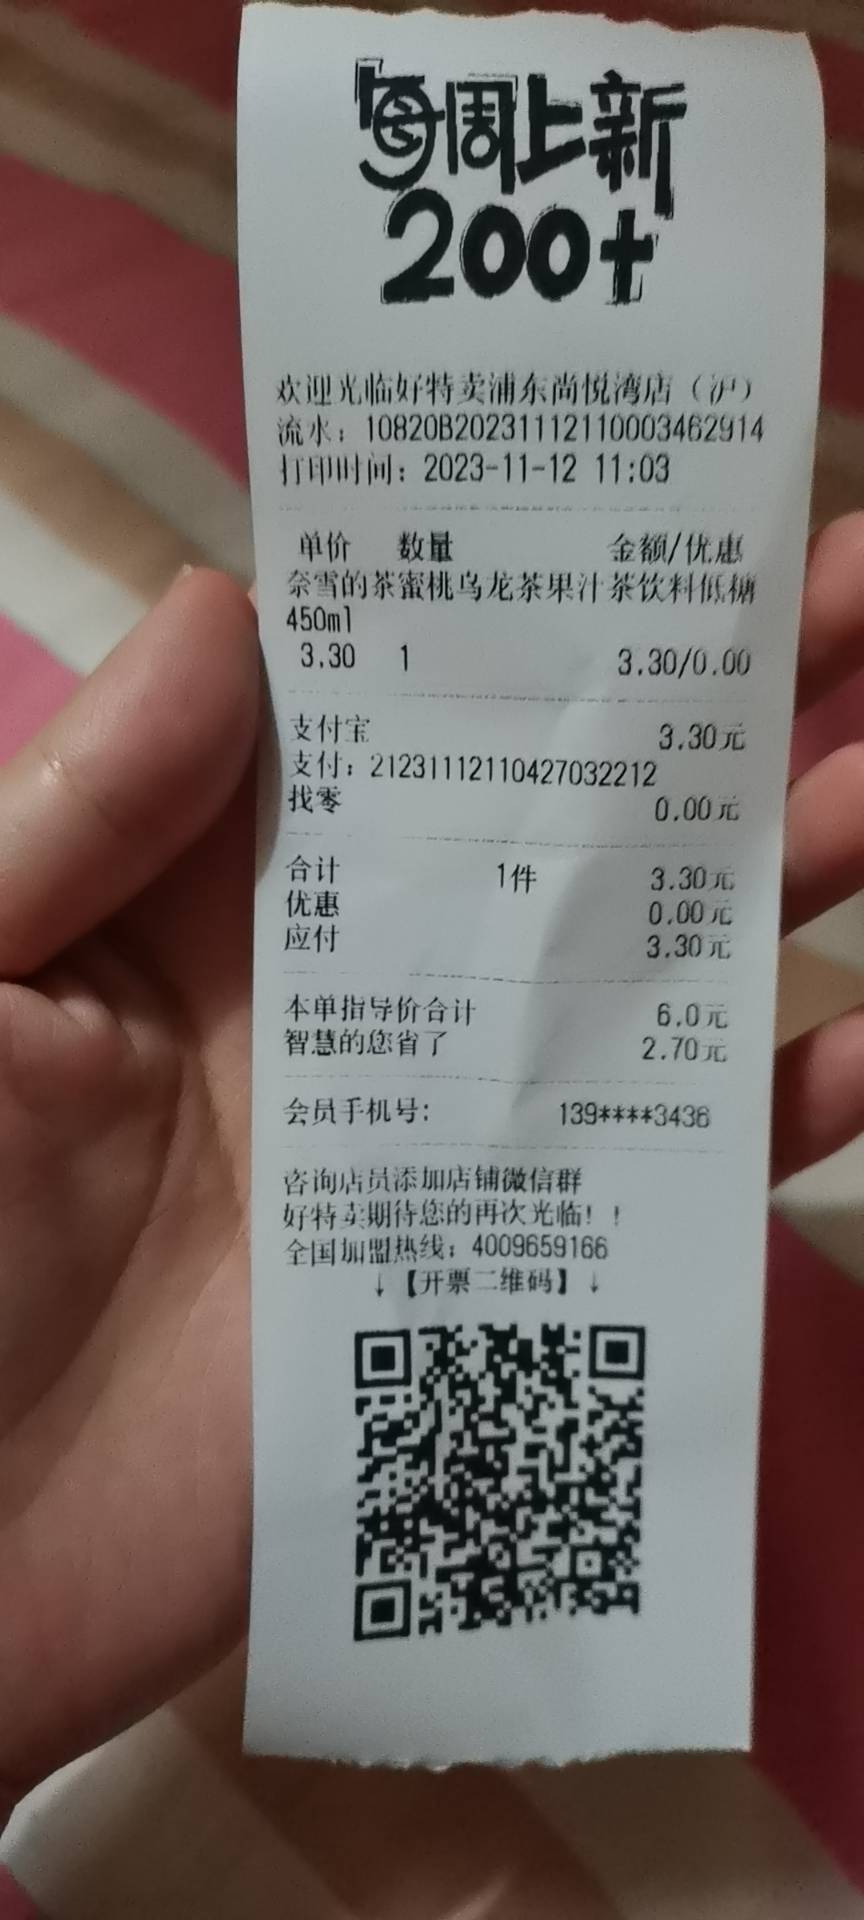 每周上新
200+
欢迎光临好特卖浦东尚悦湾店（沪）
流水：10820B202311121100034629​14
打印时间：2023-11-12 11:03
单价 数量 金额/优惠
奈雪的茶蜜桃乌龙茶果汁茶饮料低糖
450ml
3.30 1 3.30/0.00
支付宝 3.30元
支付：21231112110427032212
找零 0.00元
合计 1件 3.30元
优惠 0.00元
应付 3.30元
本单指导价合计 6.0元
智慧的您省了 2.70元
会员手机号： 139****3436
咨询店员添加店铺微信群
好特卖期待您的再次光临！！
全国加盟热线：4009659166
↓【开票二维码】↓